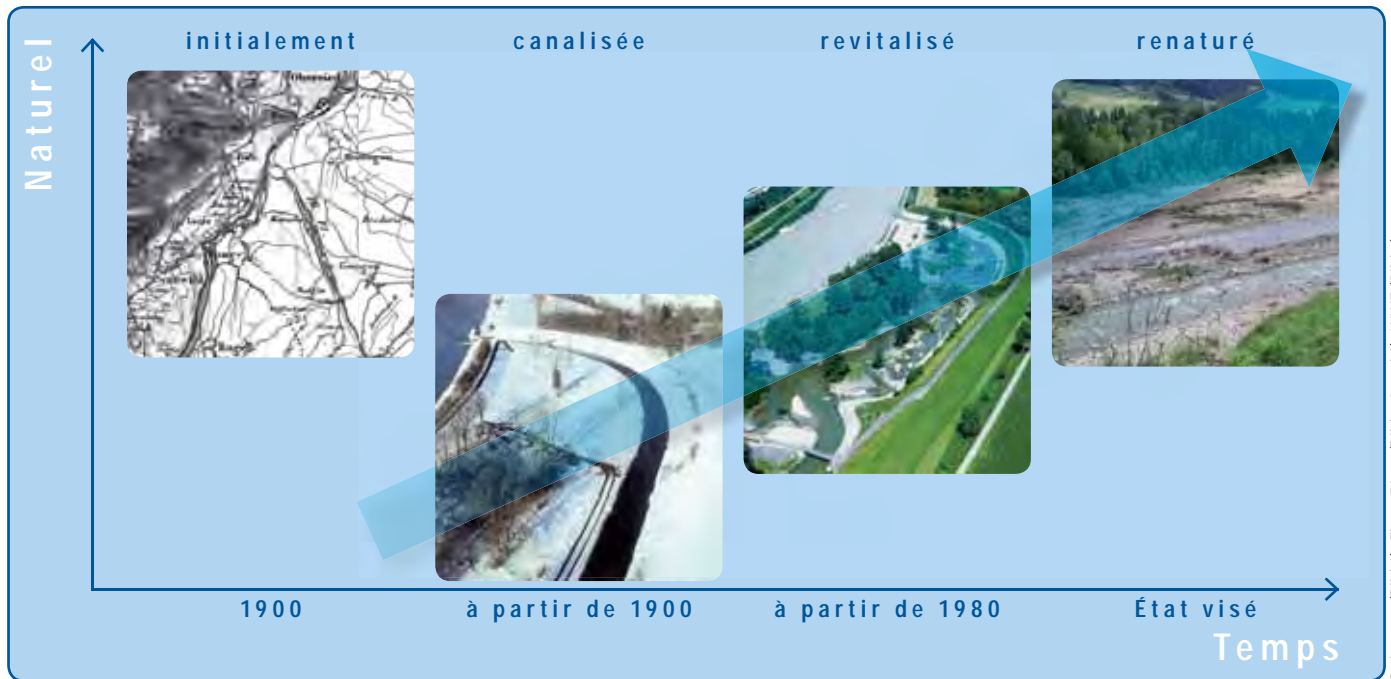 initialement
canalisée
revitalisé
renaturé
Naturel
1900
à partir de 1900
à partir de 1980
État visé
Temps